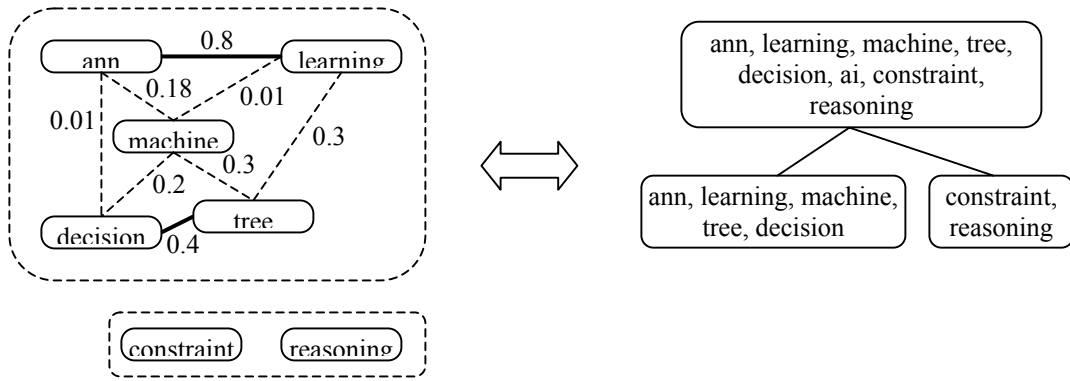 0.8
ann
learning
0.18
0.01
0.01
machine
0.3
0.3
0.2
tree
decision
0.4
constraint
reasoning
ann, learning, machine, tree,
decision, ai, constraint,
reasoning
ann, learning, machine,
tree, decision
constraint,
reasoning